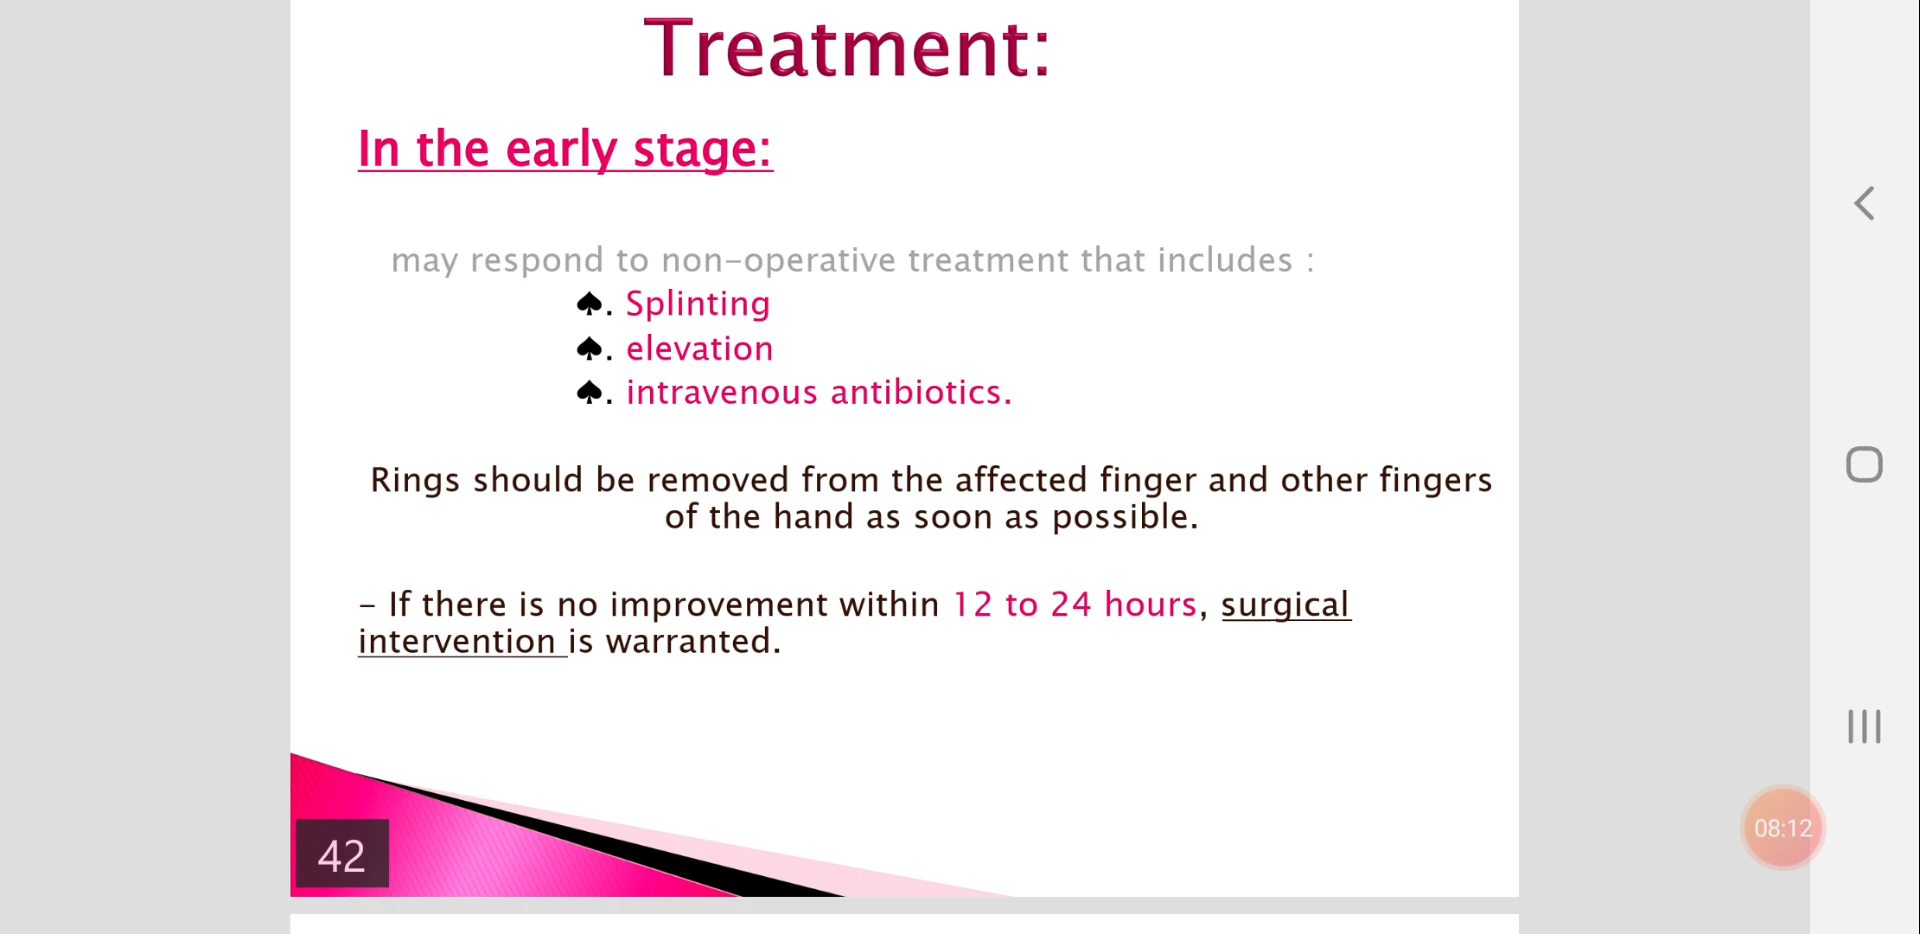 Treatment:
In the early stage:
may respond to non-operative treatment that includes :
♠. Splinting
♠. elevation
♠. intravenous antibiotics.
Rings should be removed from the affected finger and other fingers
of the hand as soon as possible.
- If there is no improvement within 12 to 24 hours, surgical
intervention is warranted.
42
08:12